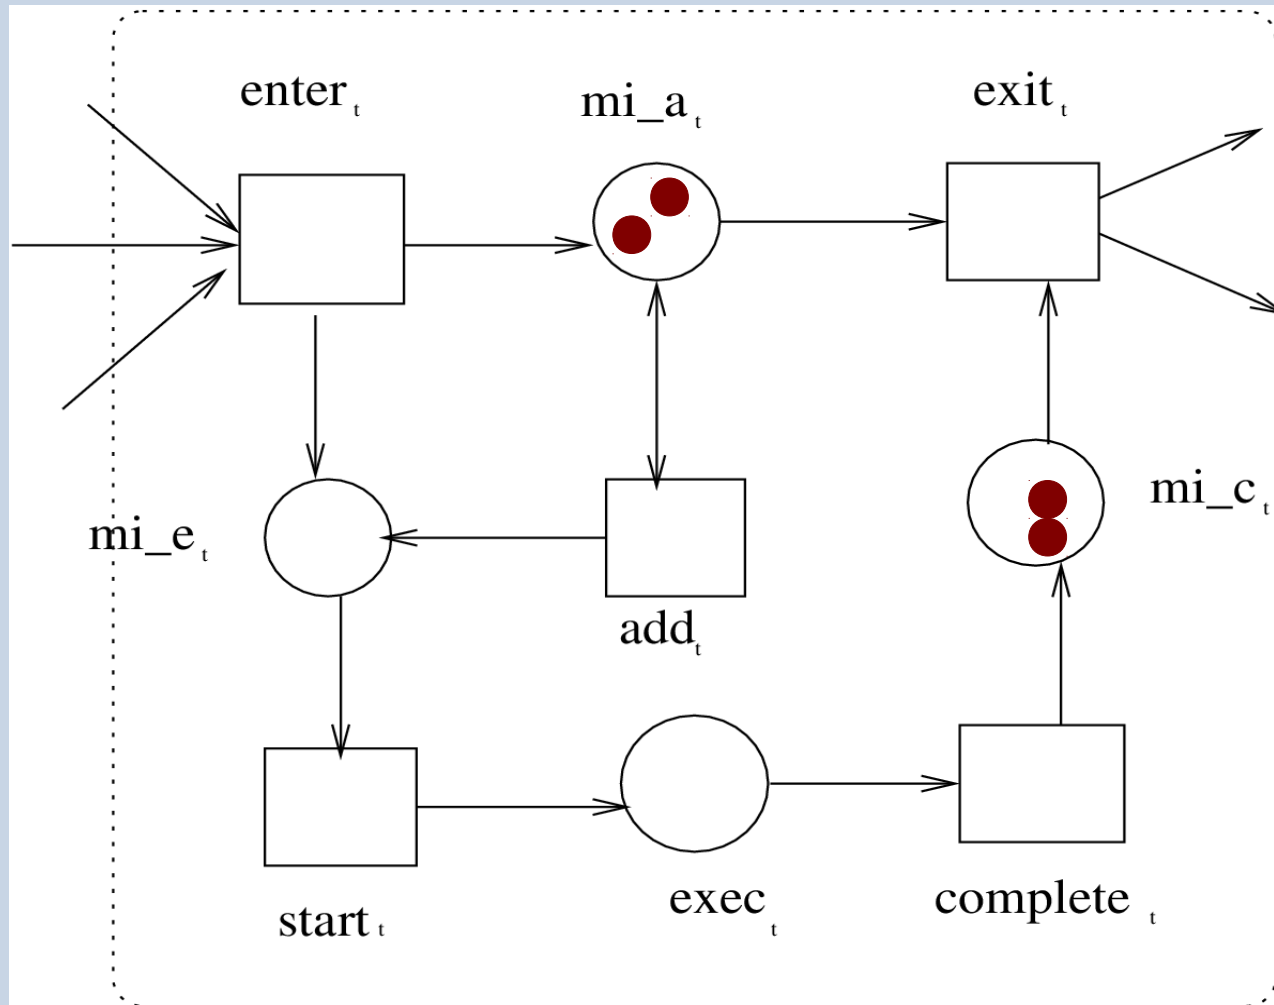 enter t
mi_a t
exit t
mi_e t
mi_c t
add t
start t
exec t
complete t